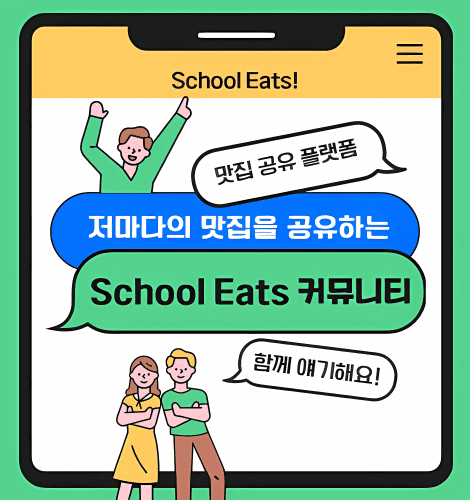 School Eats!
맛집 공유 플랫폼
저마다의 맛집을 공유하는
School Eats 커뮤니티
함께 얘기해요!